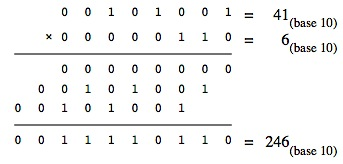 0 0 1 0 1 0 0 1 = 41(base 10)
× 0 0 0 0 0 1 1 0 = 6(base 10)
0 0 0 0 0 0 0 0
0 0 1 0 1 0 0 1
0 0 1 0 1 0 0 1
0 0 1 1 1 1 0 1 1 0 = 246(base 10)